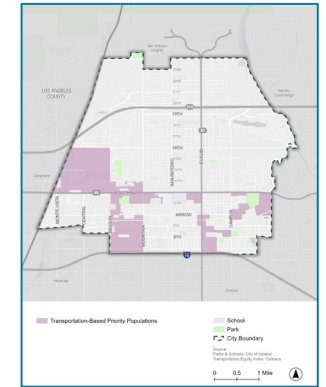 San Antonio
Heights
LOS ANGELES
COUNTY
Rancho
Cucamonga
19TH
16TH
SAN ANTONIO
EUCLID
Claremont
MONTE VISTA
CENTRAL
MOUNTAIN
ARROW
CAMPUS
8TH
10
Montclair
Ontario
Transportation-Based Priority Populations
School
Park
City Boundary
Source:
Parks & Schools: City of Upland
Transportation Equity Index: Caltrans
0 0.5 1 Mile